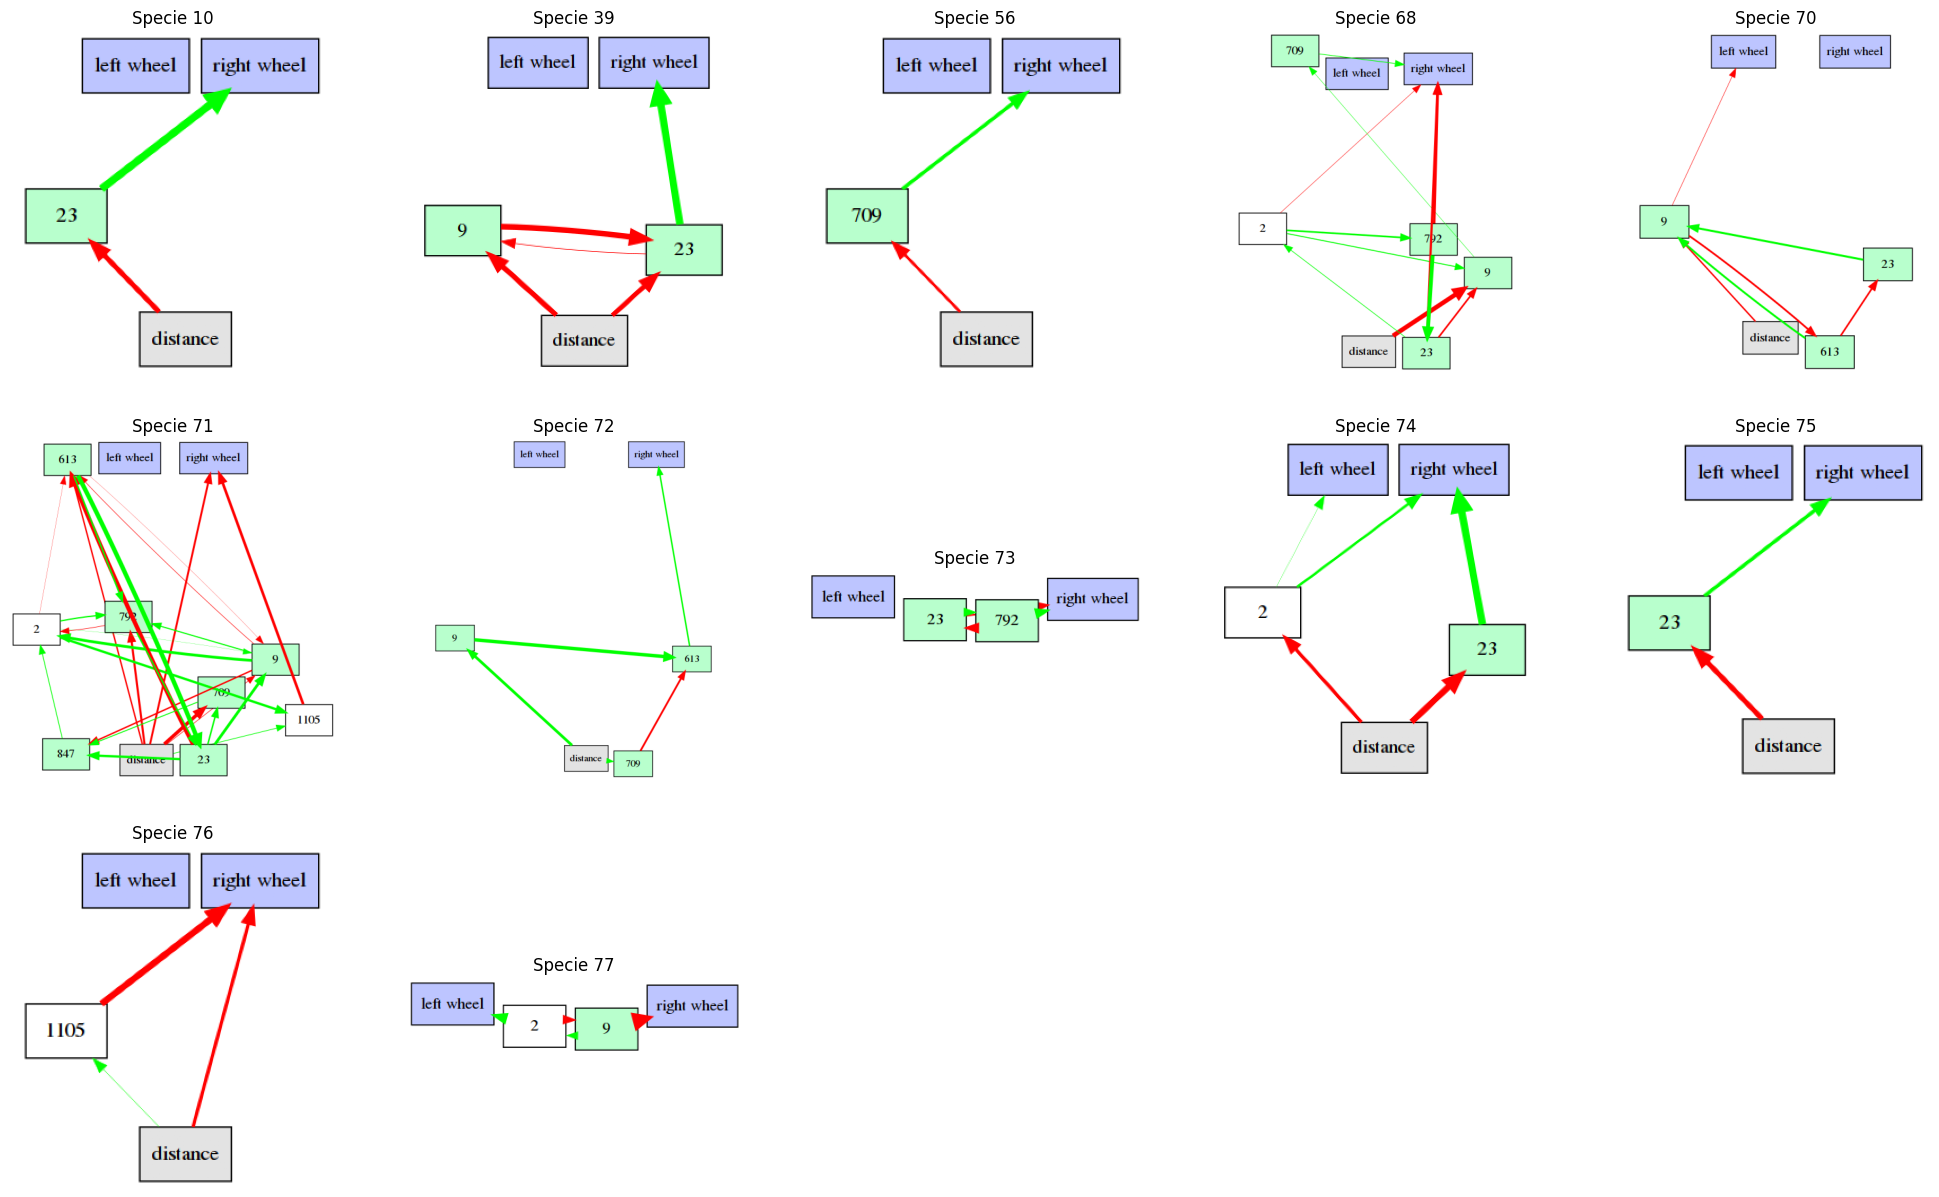 Specie 10
left wheel
right wheel
23
distance
Specie 39
left wheel
right wheel
9
23
distance
Specie 56
left wheel
right wheel
709
distance
Specie 68
709
left wheel
right wheel
2
792
9
distance
23
Specie 70
left wheel
right wheel
9
23
distance
613
Specie 71
613
left wheel
right wheel
2
792
9
709
1105
847
distance
23
Specie 72
left wheel
right wheel
9
613
distance
709
Specie 73
left wheel
23
792
right wheel
Specie 74
left wheel
right wheel
2
23
distance
Specie 75
left wheel
right wheel
23
distance
Specie 76
left wheel
right wheel
1105
distance
Specie 77
left wheel
2
9
right wheel